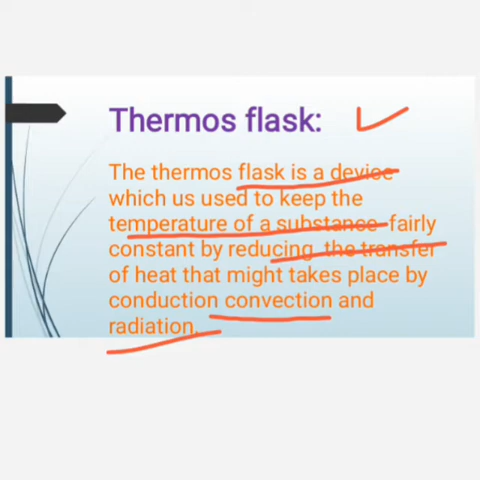 Thermos flask:
The thermos flask is a device
which us used to keep the
temperature of a substance fairly
constant by reducing the transfer
of heat that might takes place by
conduction convection and
radiation.